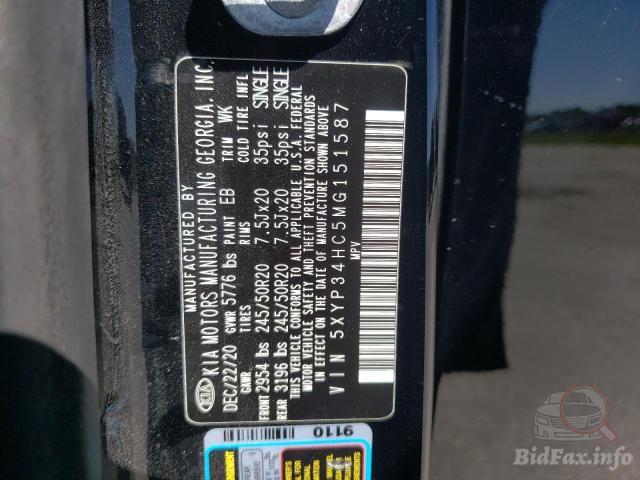 MANUFACTURED BY
KIA KIA MOTORS MANUFACTURING GEORGIA, INC.
DEC/22/20 GVWR 5776 lbs PAINT EB TRIM WK
GAWR TIRES RIMS COLD TIRE INFL
FRONT 2954 lbs 245/50R20 7.5Jx20 35psi SINGLE
REAR 3196 lbs 245/50R20 7.5Jx20 35psi SINGLE
THIS VEHICLE CONFORMS TO ALL APPLICABLE U.S.A. FEDERAL
MOTOR VEHICLE SAFETY AND THEFT PREVENTION STANDARDS
IN EFFECT ON THE DATE OF MANUFACTURE SHOWN ABOVE
VIN 5XYP34HC5MG151587
MPV
9110
BidFax.info